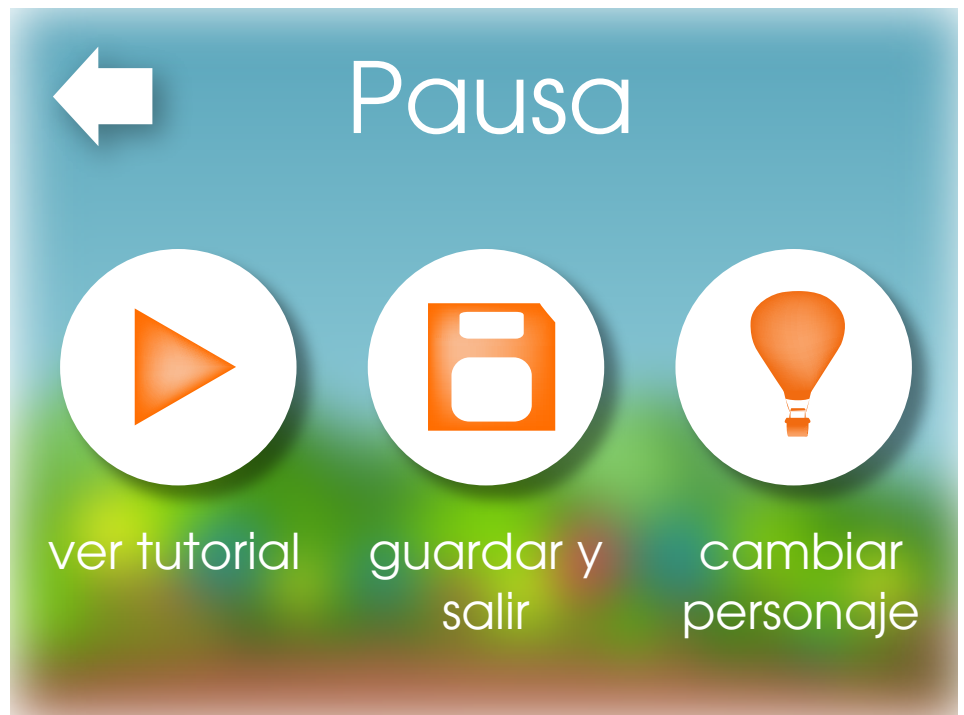 Pausa
ver tutorial
guardar y
salir
cambiar
personaje